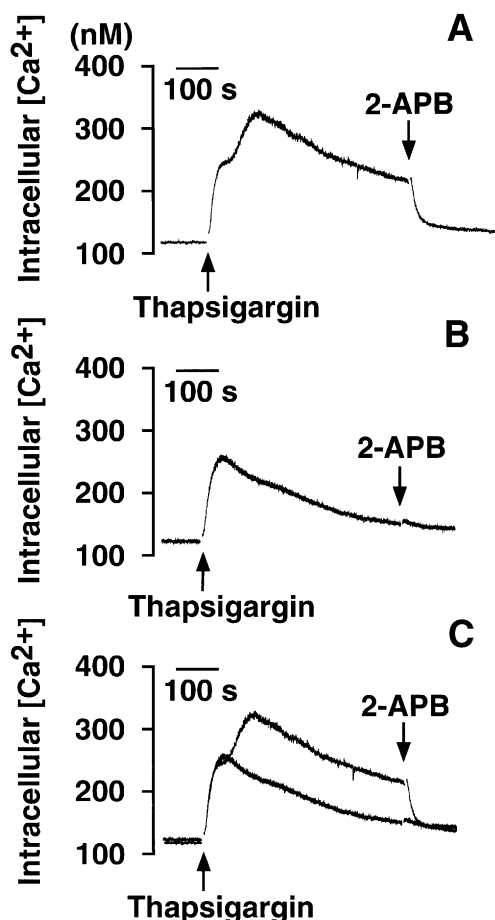 (nM)
A
Intracellular [Ca2+]
400
300
200
100
100 s
2-APB
Thapsigargin
B
Intracellular [Ca2+]
400
300
200
100
100 s
2-APB
Thapsigargin
C
Intracellular [Ca2+]
400
300
200
100
100 s
2-APB
Thapsigargin